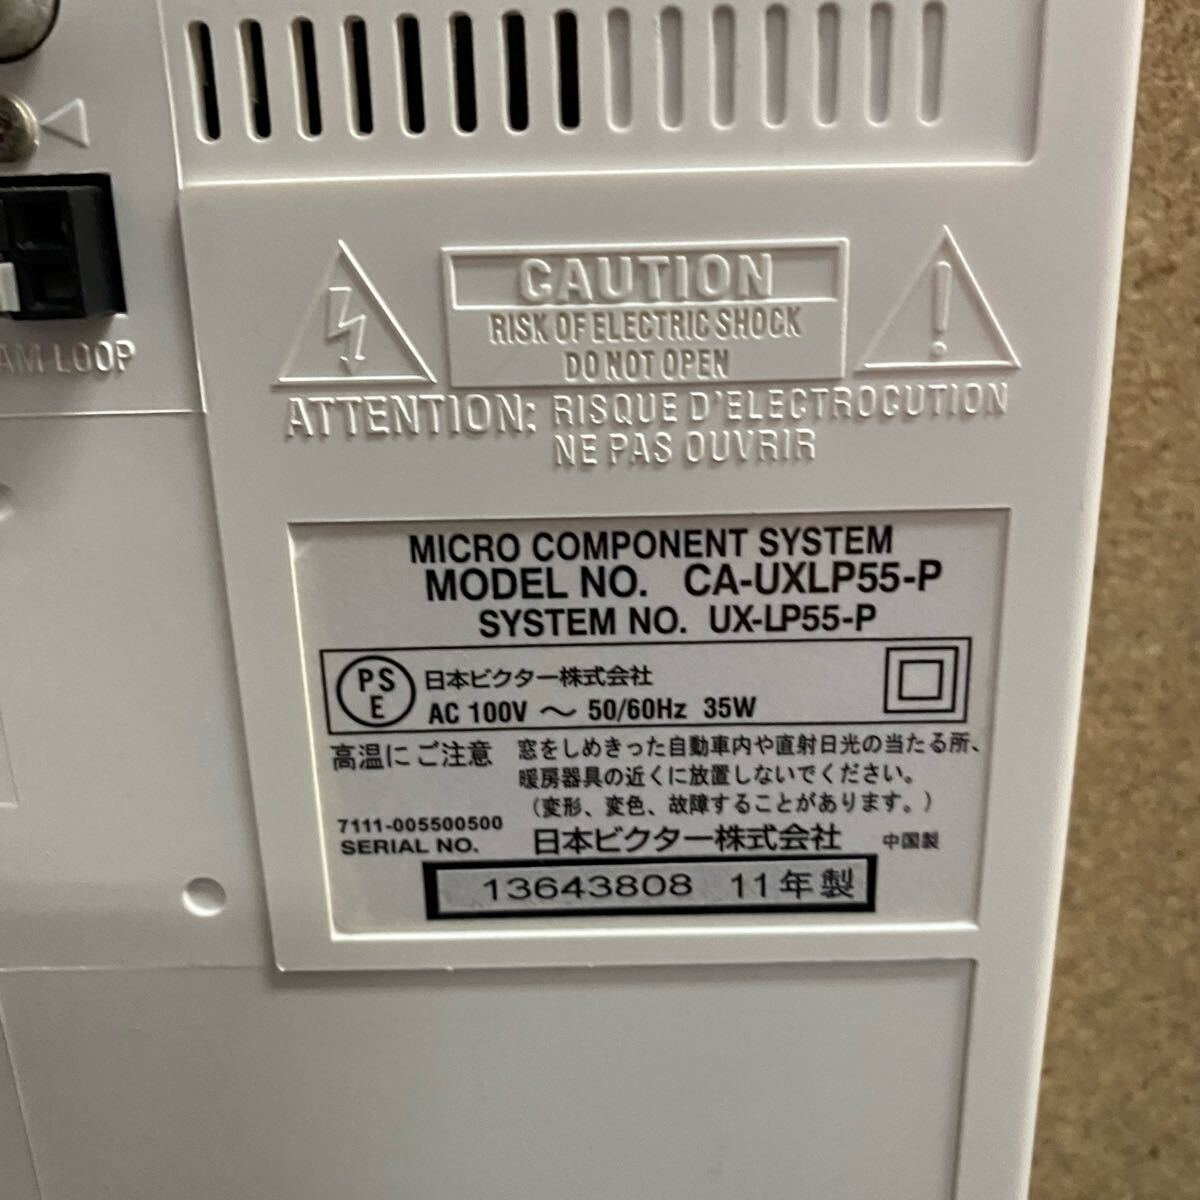 AM LOOP
CAUTION
RISK OF ELECTRIC SHOCK
DO NOT OPEN
ATTENTION: RISQUE D'ELECTROCUTION
NE PAS OUVRIR
MICRO COMPONENT SYSTEM
MODEL NO. CA-UXLP55-P
SYSTEM NO. UX-LP55-P
PS
E
日本ビクター株式会社
AC 100V ～ 50/60Hz 35W
高温にご注意 窓をしめきった自動車内や直射日光の当たる所、
暖房器具の近くに放置しないでください。
（変形、変色、故障することがあります。）
7111-005500500
SERIAL NO. 日本ビクター株式会社 中国製
13643808 11年製